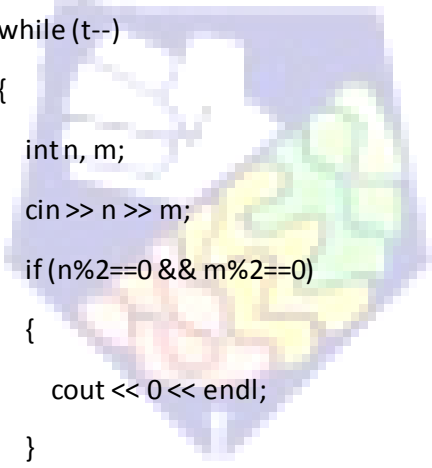 while (t--)
{
int n, m;
cin >> n >> m;
if (n%2==0 && m%2==0)
{
cout << 0 << endl;
}